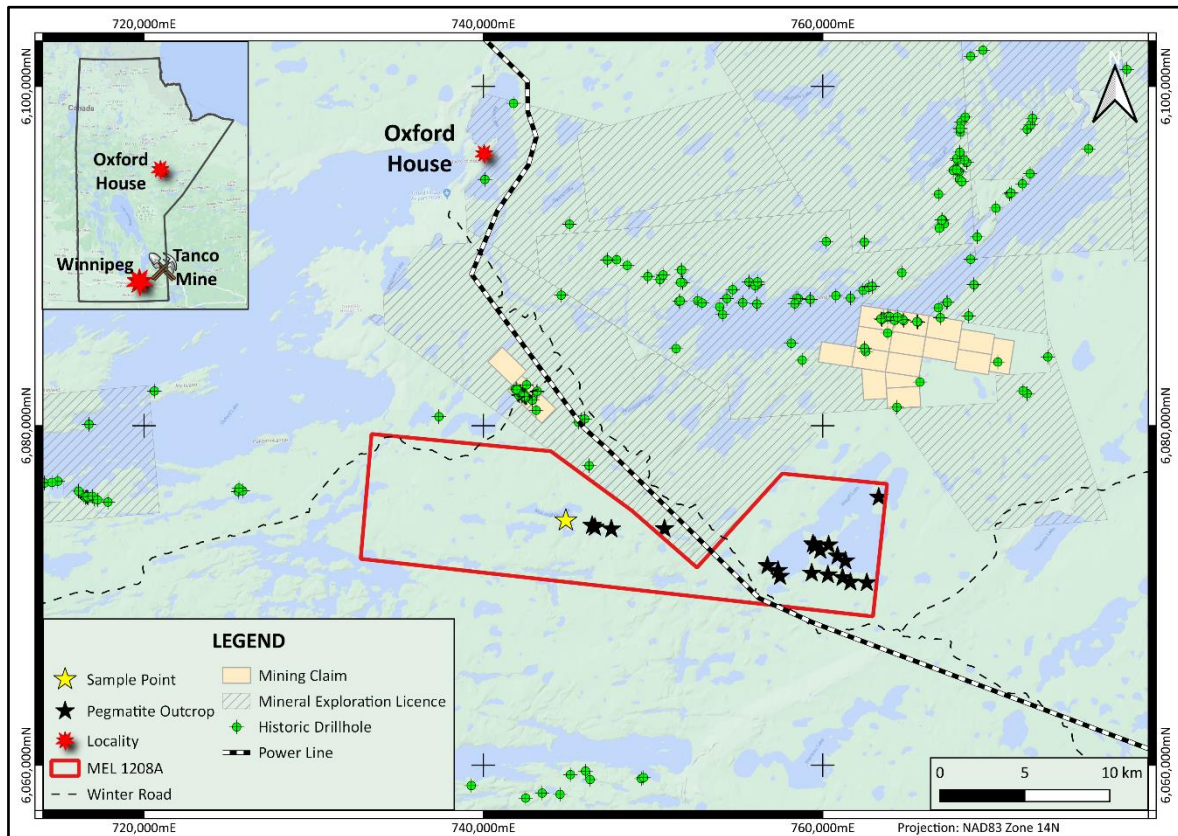 720,000mE
740,000mE
760,000mE
6,100,000mN
6,100,000mN
N
Canada
Oxford
House
Oxford
House
Winnipeg
Tanco
Mine
6,080,000mN
6,080,000mN
LEGEND
Sample Point
Pegmatite Outcrop
Locality
MEL 1208A
Winter Road
Mining Claim
Mineral Exploration Licence
Historic Drillhole
Power Line
6,060,000mN
6,060,000mN
0 5 10 km
720,000mE
740,000mE
760,000mE
Projection: NAD83 Zone 14N